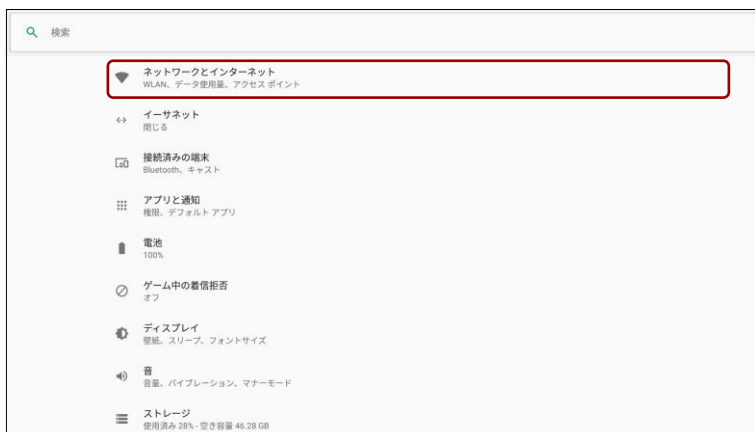 検索
ネットワークとインターネット
WLAN、データ使用量、アクセス ポイント
イーサネット
閉じる
接続済みの端末
Bluetooth、キャスト
アプリと通知
権限、デフォルト アプリ
電池
100%
ゲーム中の着信拒否
オフ
ディスプレイ
壁紙、スリープ、フォントサイズ
音
音量、バイブレーション、マナーモード
ストレージ
使用済み 28% - 空き容量 46.28 GB